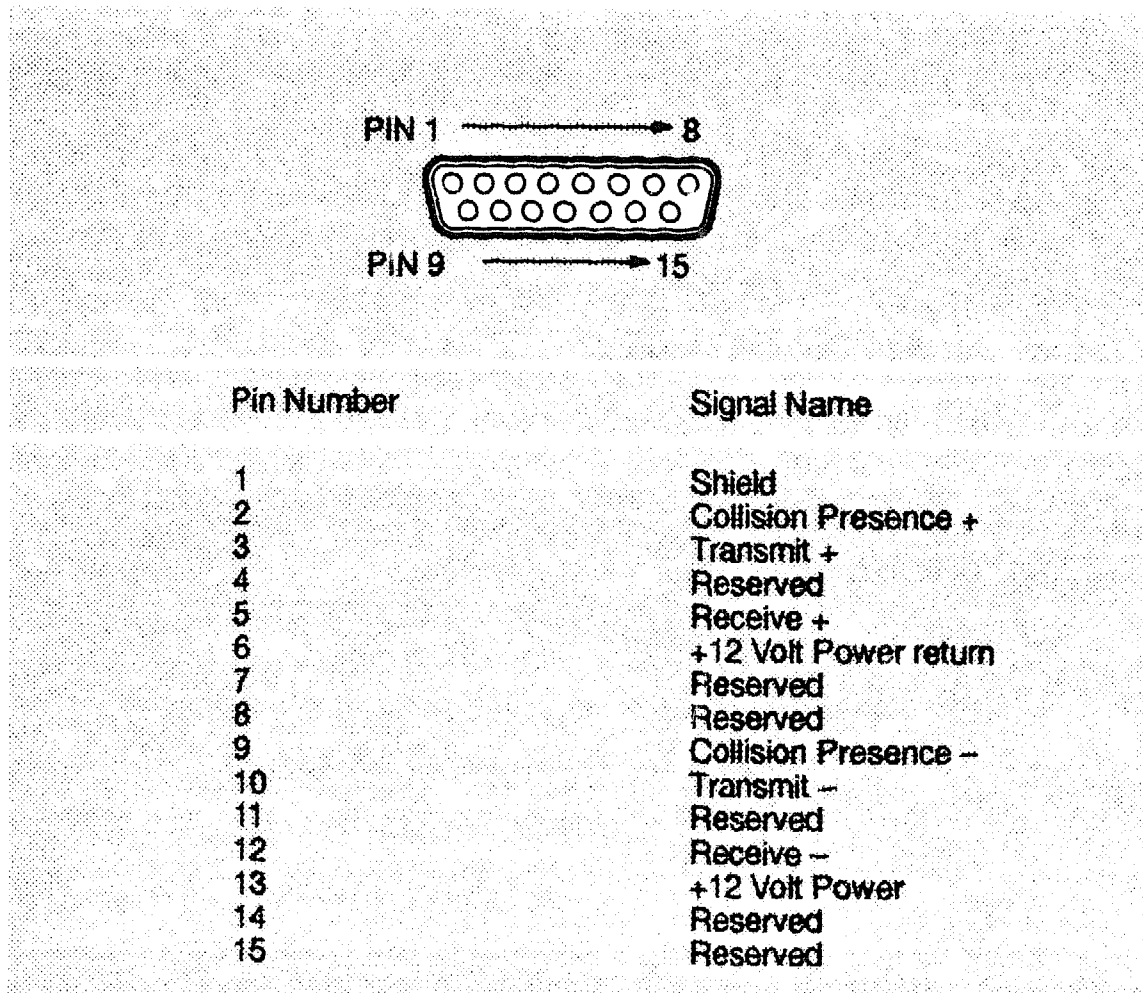 PIN 1 8
PIN 9 15
Pin Number Signal Name
1 Shield
2 Collision Presence +
3 Transmit +
4 Reserved
5 Receive +
6 +12 Volt Power return
7 Reserved
8 Reserved
9 Collision Presence –
10 Transmit –
11 Reserved
12 Receive –
13 +12 Volt Power
14 Reserved
15 Reserved